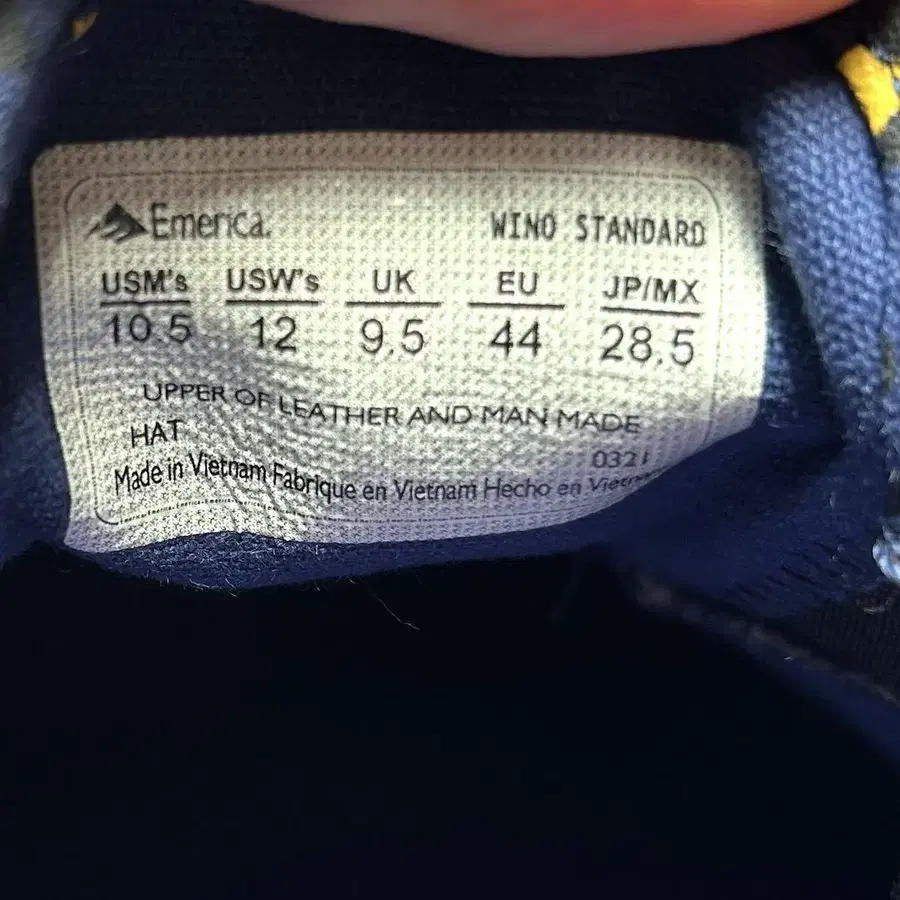 Emerica. WINO STANDARD
USM's USW's UK EU JP/MX
10.5 12 9.5 44 28.5
UPPER OF LEATHER AND MAN MADE
HAT 0321
Made in Vietnam Fabrique en Vietnam Hecho en Vietnam